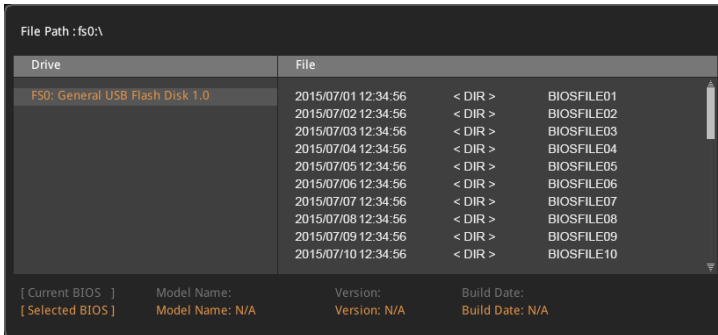 File Path : fs0:\
Drive File
FS0: General USB Flash Disk 1.0 2015/07/01 12:34:56 < DIR > BIOSFILE01
2015/07/02 12:34:56 < DIR > BIOSFILE02
2015/07/03 12:34:56 < DIR > BIOSFILE03
2015/07/04 12:34:56 < DIR > BIOSFILE04
2015/07/05 12:34:56 < DIR > BIOSFILE05
2015/07/06 12:34:56 < DIR > BIOSFILE06
2015/07/07 12:34:56 < DIR > BIOSFILE07
2015/07/08 12:34:56 < DIR > BIOSFILE08
2015/07/09 12:34:56 < DIR > BIOSFILE09
2015/07/10 12:34:56 < DIR > BIOSFILE10
[ Current BIOS ] Model Name: Version: Build Date:
[ Selected BIOS ] Model Name: N/A Version: N/A Build Date: N/A